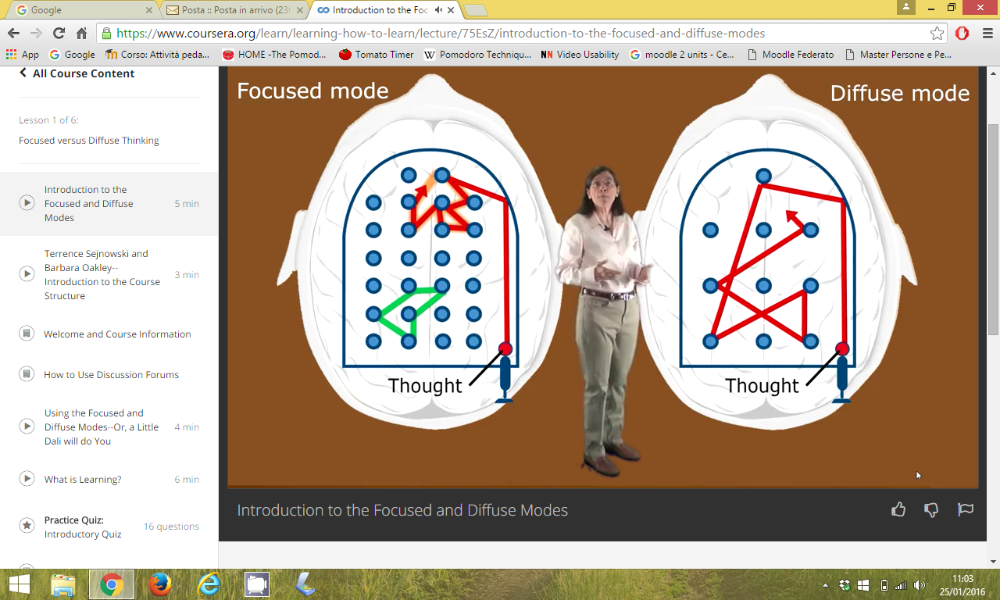 Google
Posta :: Posta in arrivo (23
Introduction to the Foc
https://www.coursera.org/learn/learning-how-to-learn/lecture/75EsZ/introduction-to-the-focused-and-diffuse-modes
App
Google
Corso: Attività peda...
HOME -The Pomod...
Tomato Timer
W Pomodoro Techniqu...
NN Video Usability
moodle 2 units - Ce...
Moodle Federato
Master Persone e Pe...
All Course Content
Lesson 1 of 6:
Focused versus Diffuse Thinking
Introduction to the
Focused and Diffuse
Modes
5 min
Terrence Sejnowski and
Barbara Oakley--
Introduction to the Course
Structure
3 min
Welcome and Course Information
How to Use Discussion Forums
Using the Focused and
Diffuse Modes--Or, a Little
Dali will do You
4 min
What is Learning?
6 min
Practice Quiz:
Introductory Quiz
16 questions
Focused mode
Diffuse mode
Thought
Thought
Introduction to the Focused and Diffuse Modes
11:03
25/01/2016